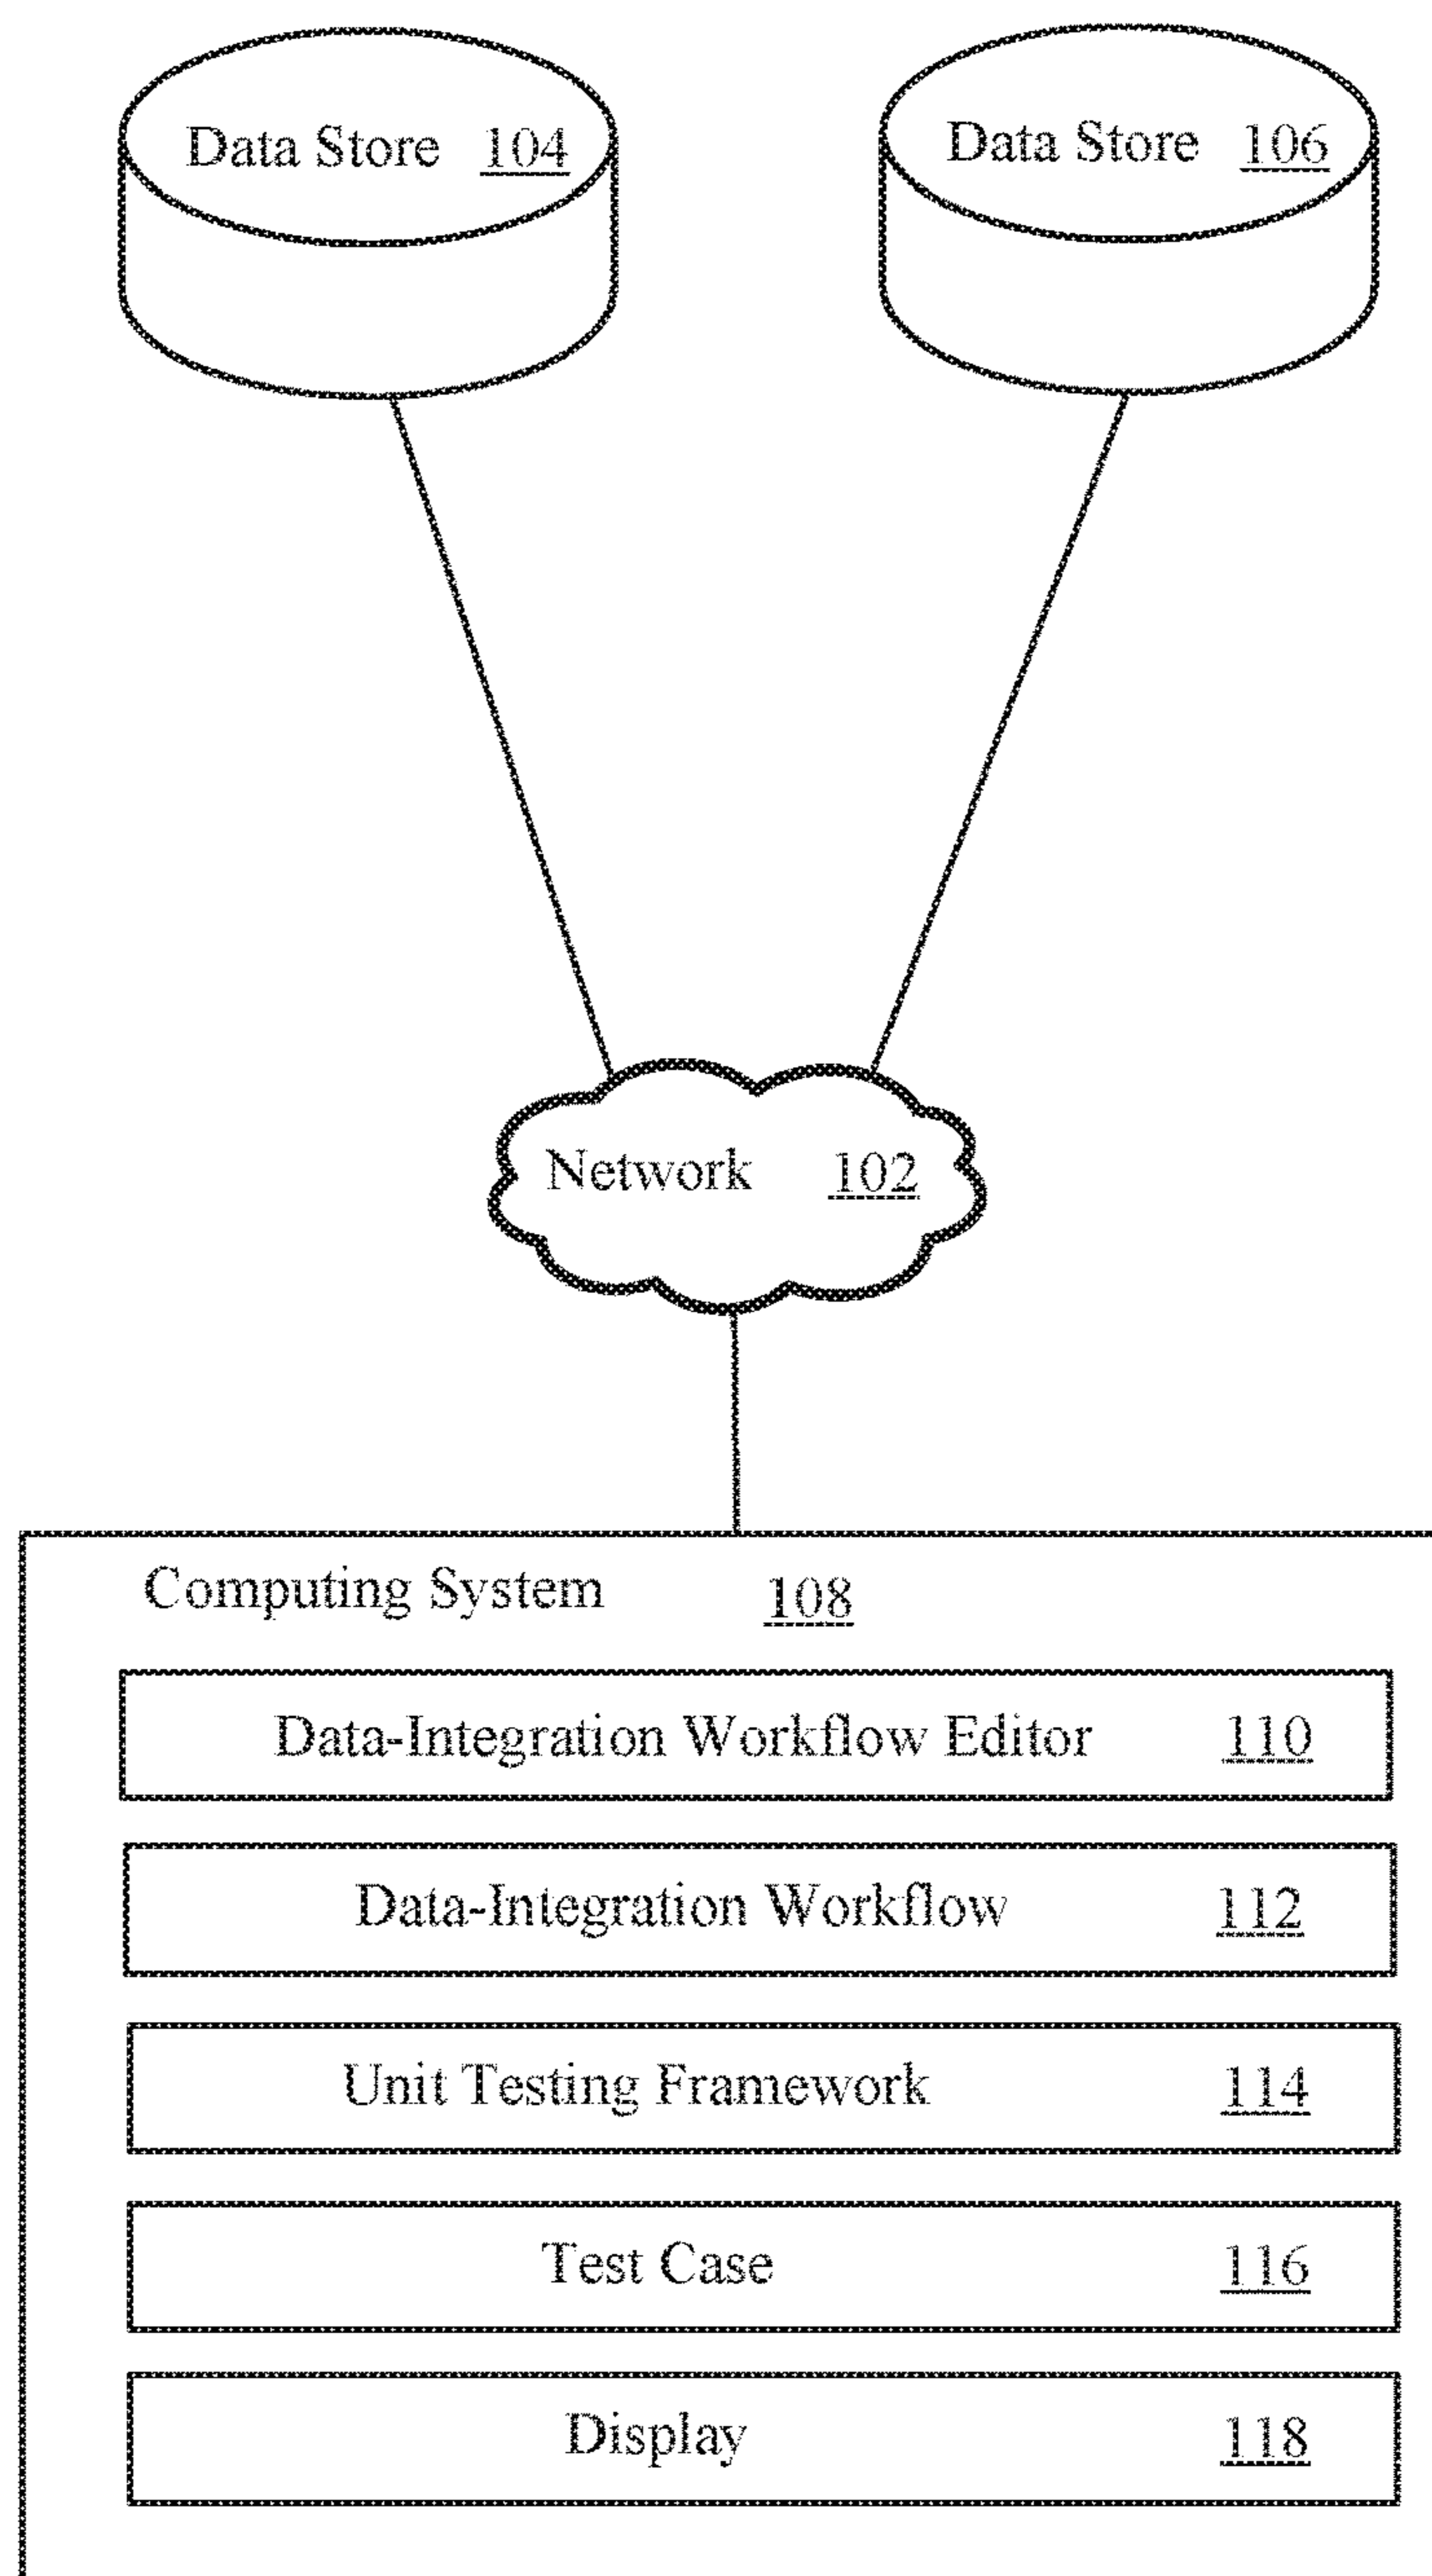 Data Store 104
Data Store 106
Network 102
Computing System 108
Data-Integration Workflow Editor 110
Data-Integration Workflow 112
Unit Testing Framework 114
Test Case 116
Display 118